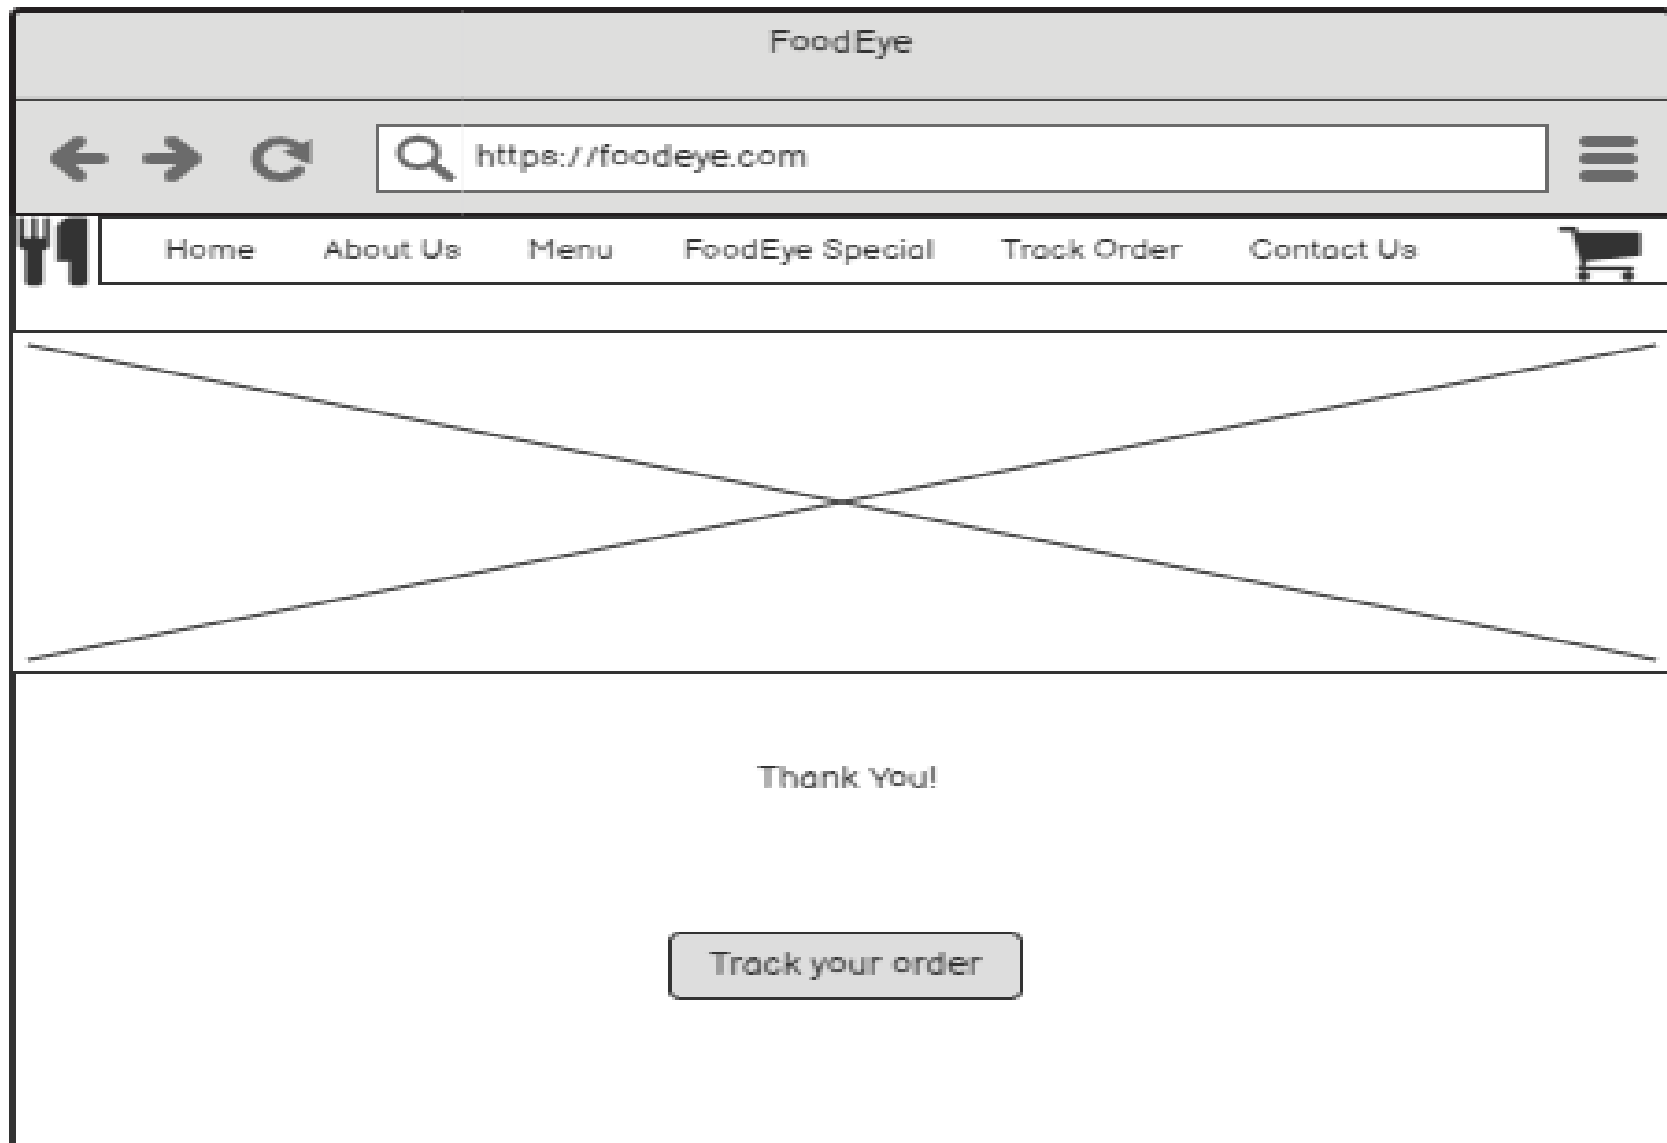 FoodEye
https://foodeye.com
Home About Us Menu FoodEye Special Track Order Contact Us
Thank You!
Track your order